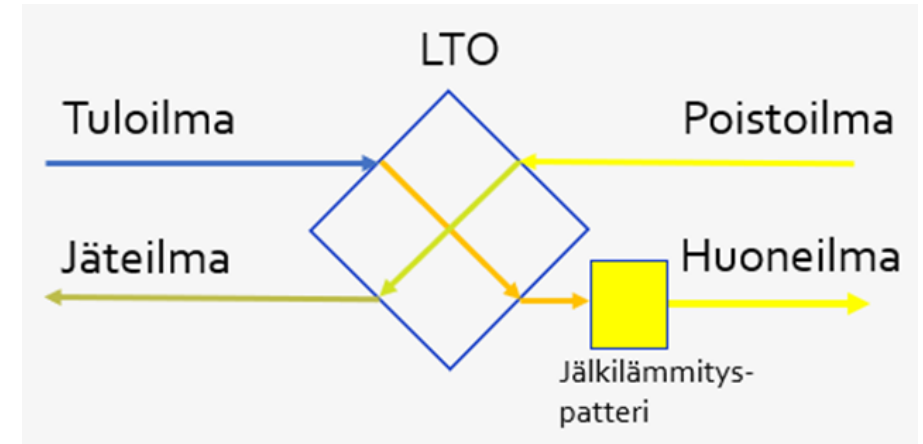 LTO
Tuloilma
Poistoilma
Jäteilma
Huoneilma
Jälkilämmitys-
patteri